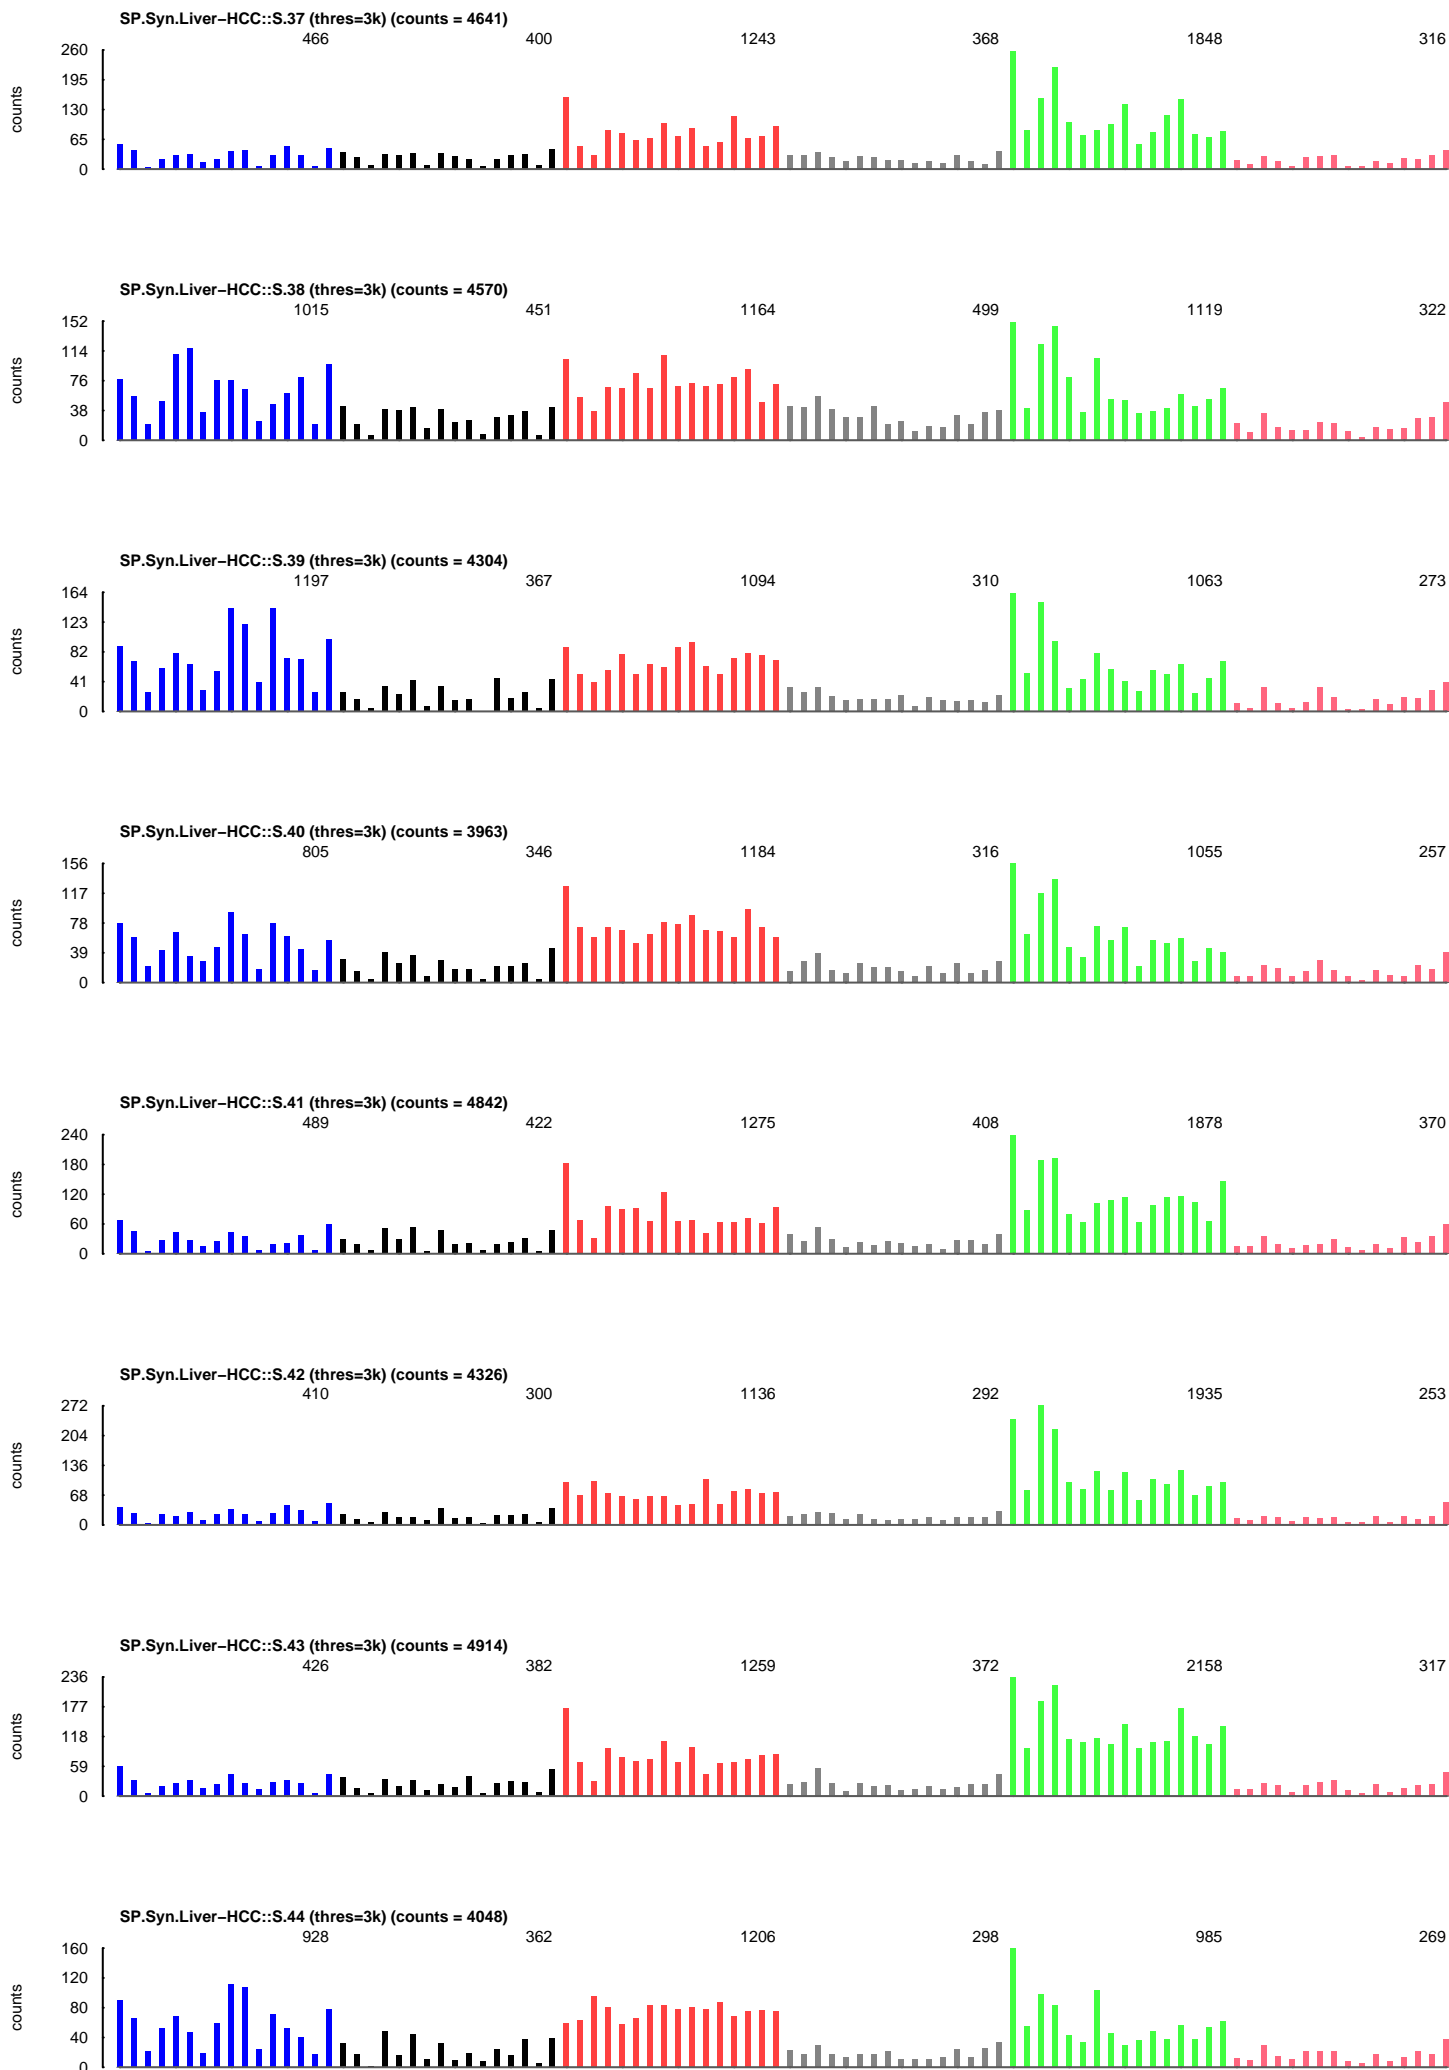 SP.Syn.Liver−HCC::S.37 (thres=3k) (counts = 4641)
466 400 1243 368 1848 316
260
195
130
65
0
counts
SP.Syn.Liver−HCC::S.38 (thres=3k) (counts = 4570)
1015 451 1164 499 1119 322
152
114
76
38
0
counts
SP.Syn.Liver−HCC::S.39 (thres=3k) (counts = 4304)
1197 367 1094 310 1063 273
164
123
82
41
0
counts
SP.Syn.Liver−HCC::S.40 (thres=3k) (counts = 3963)
805 346 1184 316 1055 257
156
117
78
39
0
counts
SP.Syn.Liver−HCC::S.41 (thres=3k) (counts = 4842)
489 422 1275 408 1878 370
240
180
120
60
0
counts
SP.Syn.Liver−HCC::S.42 (thres=3k) (counts = 4326)
410 300 1136 292 1935 253
272
204
136
68
0
counts
SP.Syn.Liver−HCC::S.43 (thres=3k) (counts = 4914)
426 382 1259 372 2158 317
236
177
118
59
0
counts
SP.Syn.Liver−HCC::S.44 (thres=3k) (counts = 4048)
928 362 1206 298 985 269
160
120
80
40
0
counts